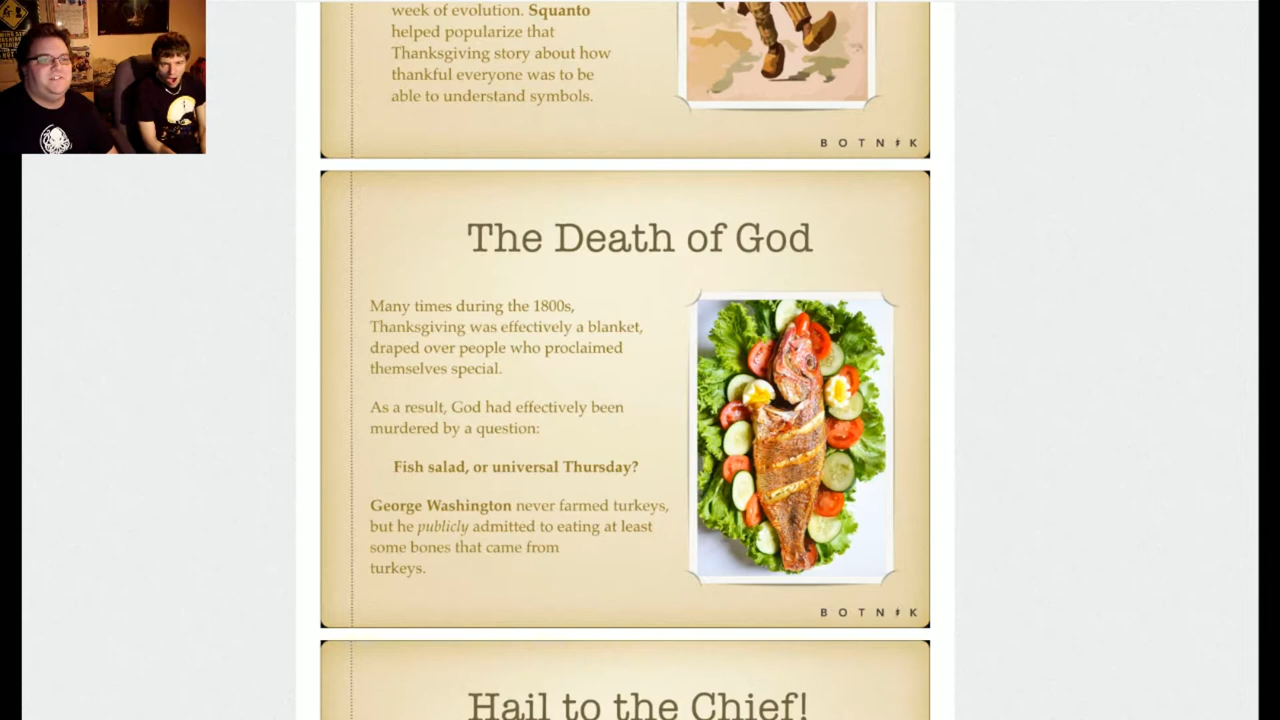 week of evolution. Squanto
helped popularize that
Thanksgiving story about how
thankful everyone was to be
able to understand symbols.
BOTNIK
The Death of God
Many times during the 1800s,
Thanksgiving was effectively a blanket,
draped over people who proclaimed
themselves special.
As a result, God had effectively been
murdered by a question:
Fish salad, or universal Thursday?
George Washington never farmed turkeys,
but he publicly admitted to eating at least
some bones that came from
turkeys.
BOTNIK
Hail to the Chief!